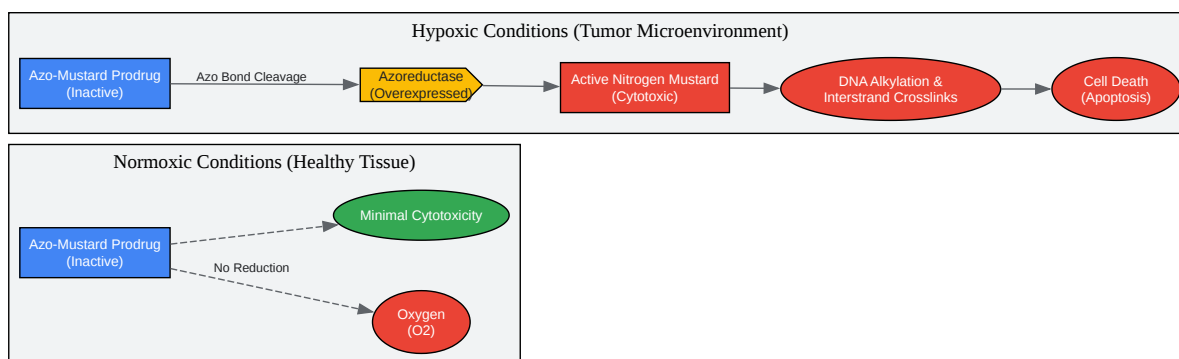 Hypoxic Conditions (Tumor Microenvironment)
Azo-Mustard Prodrug
(Inactive)
Azo Bond Cleavage
Azoreductase
(Overexpressed)
Active Nitrogen Mustard
(Cytotoxic)
DNA Alkylation &
Interstrand Crosslinks
Cell Death
(Apoptosis)
Normoxic Conditions (Healthy Tissue)
Azo-Mustard Prodrug
(Inactive)
Minimal Cytotoxicity
No Reduction
Oxygen
(O2)